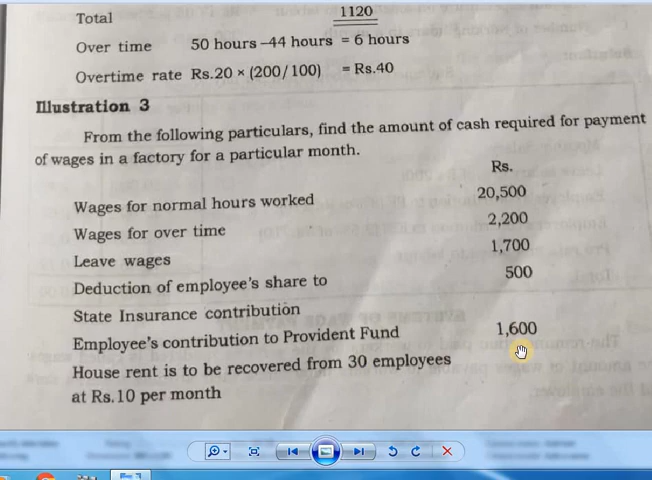 Total 1120
Over time 50 hours –44 hours = 6 hours
Overtime rate Rs.20 × (200/100) = Rs.40
Illustration 3
From the following particulars, find the amount of cash required for payment
of wages in a factory for a particular month.
Rs.
Wages for normal hours worked 20,500
Wages for over time 2,200
Leave wages 1,700
Deduction of employee's share to 500
State Insurance contribution
Employee's contribution to Provident Fund 1,600
House rent is to be recovered from 30 employees
at Rs.10 per month